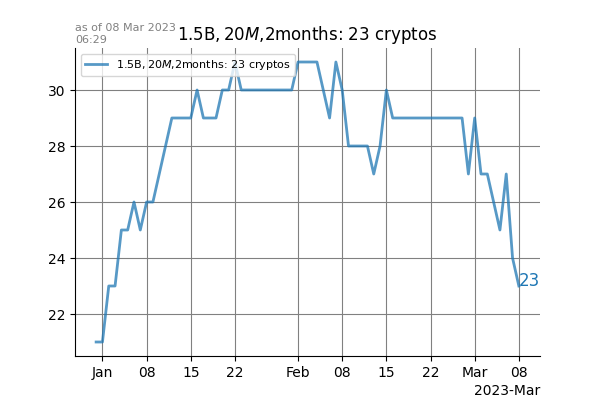 as of 08 Mar 2023
06:29
1.5B, 20M,2months: 23 cryptos
1.5B, 20M,2months: 23 cryptos
30
28
26
24
22
23
Jan 08 15 22 Feb 08 15 22 Mar 08
2023-Mar